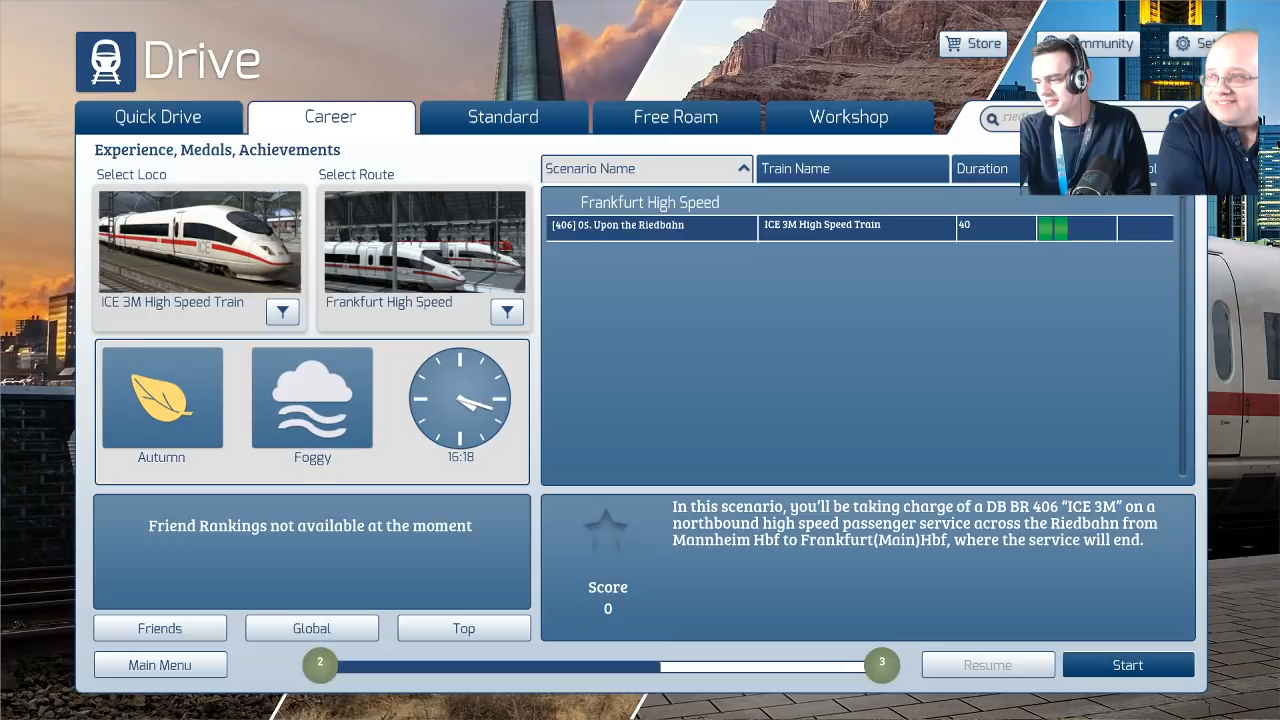 Drive
Store
mmunity
Set
Quick Drive
Career
Standard
Free Roam
Workshop
Experience, Medals, Achievements
Select Loco
Select Route
ICE 3M High Speed Train
Frankfurt High Speed
Autumn
Foggy
16:18
Scenario Name
Train Name
Duration
Frankfurt High Speed
[406] 05. Upon the Riedbahn
ICE 3M High Speed Train
40
Friend Rankings not available at the moment
Score
0
In this scenario, you'll be taking charge of a DB BR 406 "ICE 3M" on a
northbound high speed passenger service across the Riedbahn from
Mannheim Hbf to Frankfurt(Main)Hbf, where the service will end.
Friends
Global
Top
Main Menu
2
3
Resume
Start